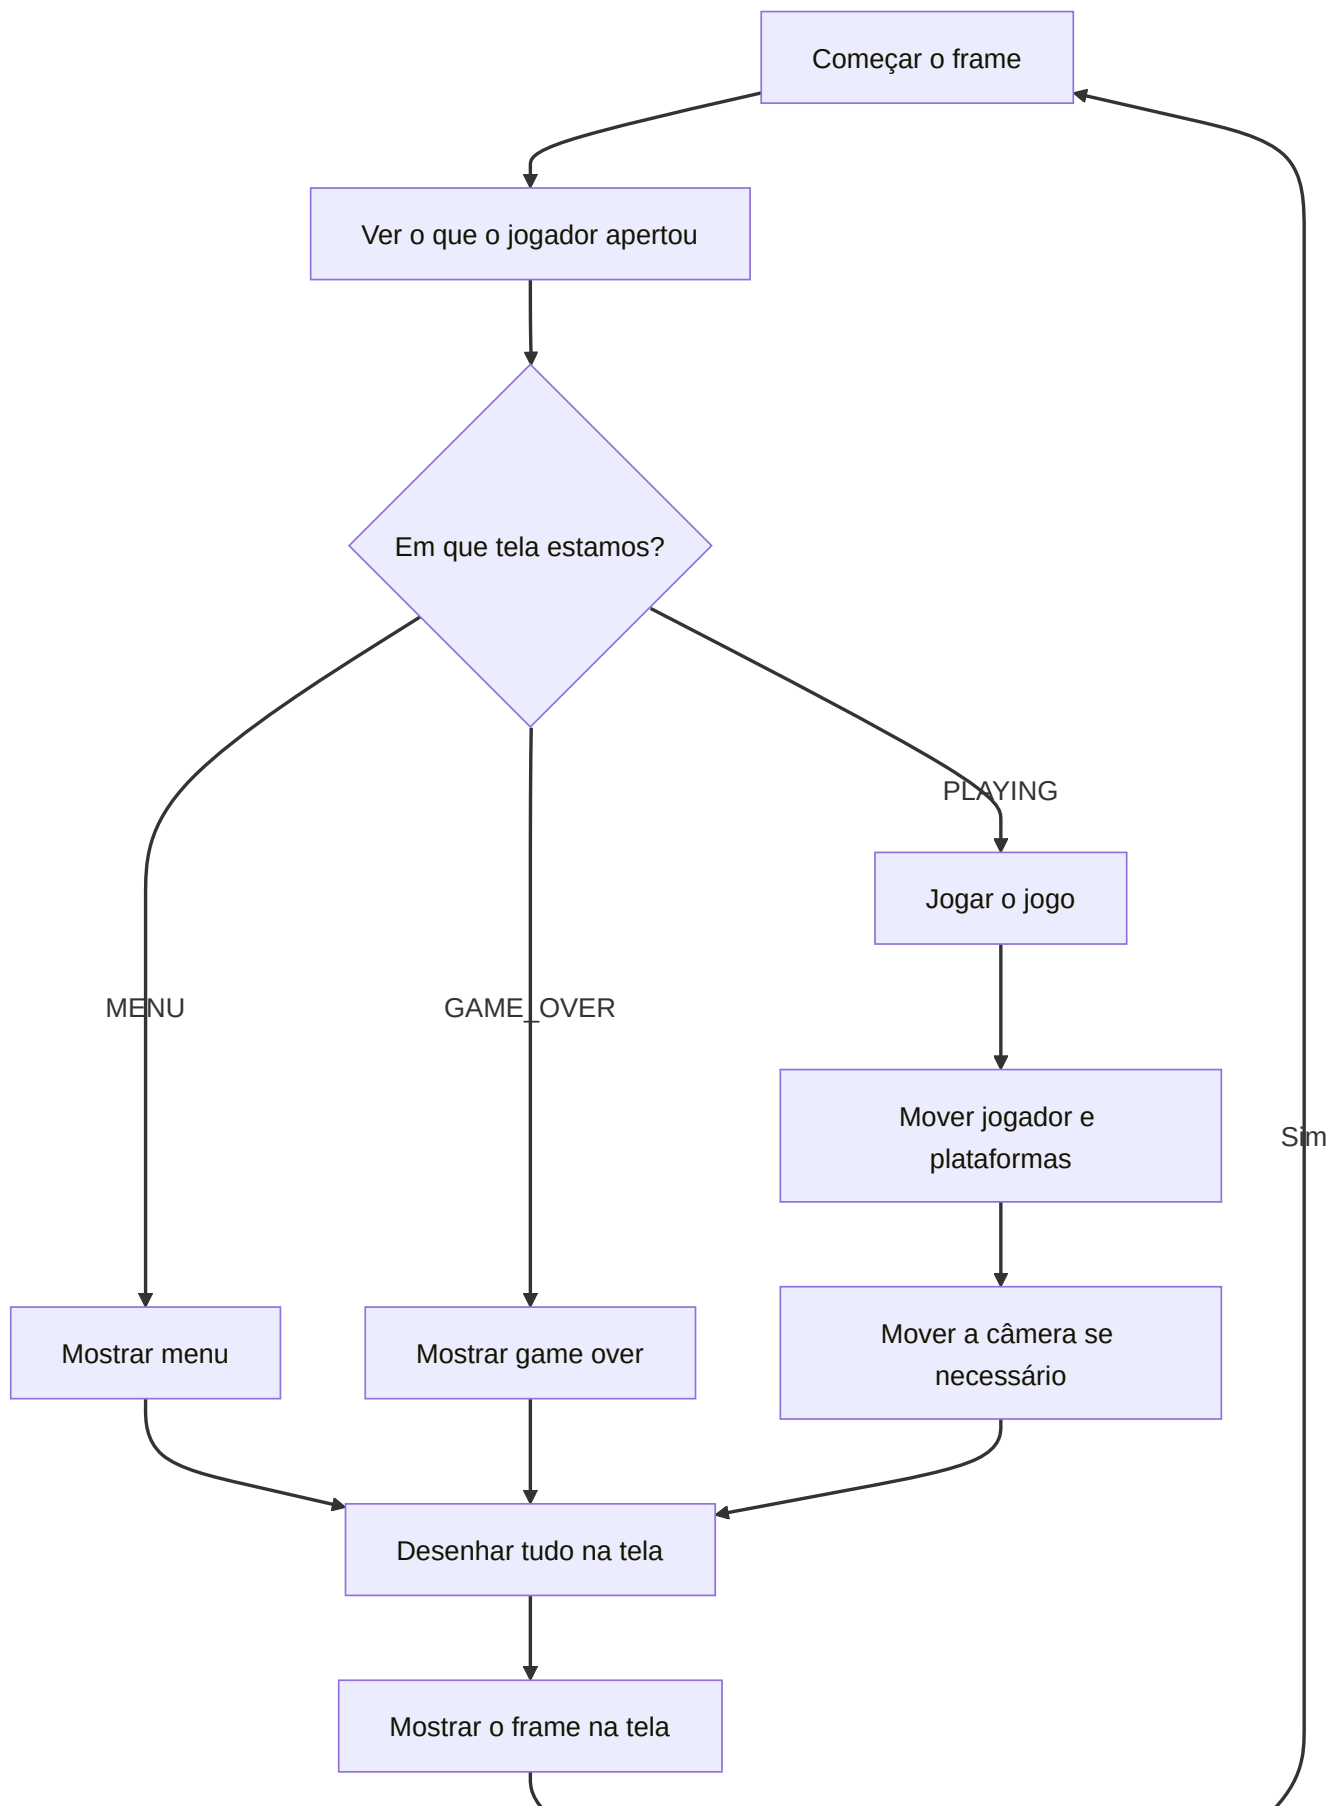 Começar o frame
Ver o que o jogador apertou
Em que tela estamos?
PLAYING
Jogar o jogo
MENU
GAME_OVER
Mover jogador e
plataformas
Sim
Mover a câmera se
necessário
Mostrar menu
Mostrar game over
Desenhar tudo na tela
Mostrar o frame na tela